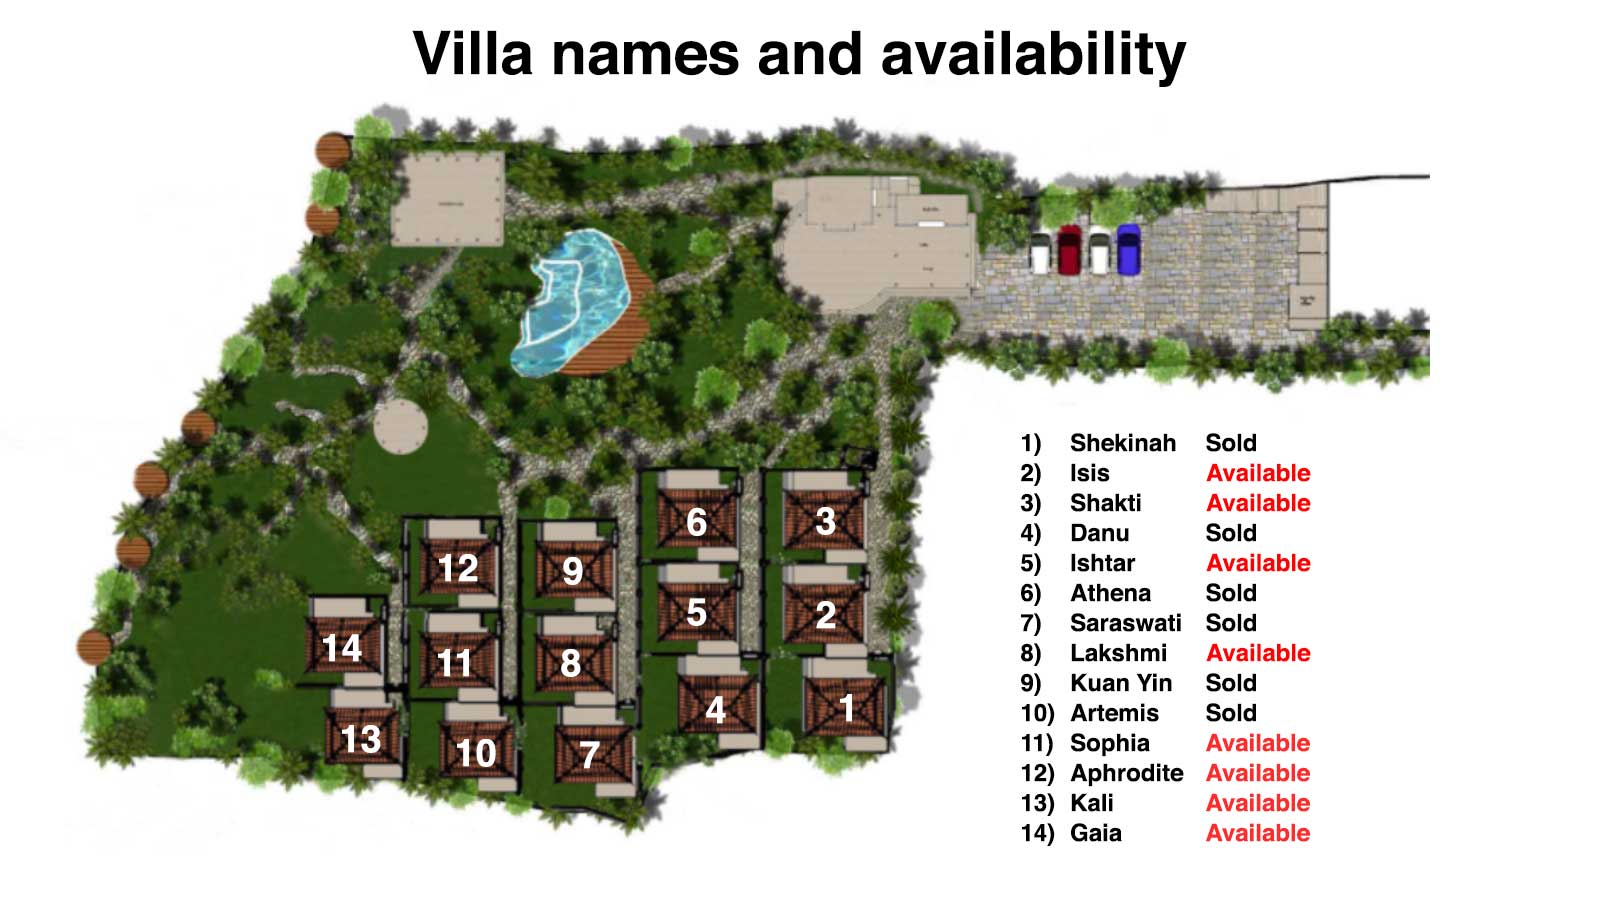 Villa names and availability
6
3
12
9
5
2
14
11
8
4
1
13
10
7
1) Shekinah Sold
2) Isis Available
3) Shakti Available
4) Danu Sold
5) Ishtar Available
6) Athena Sold
7) Saraswati Sold
8) Lakshmi Available
9) Kuan Yin Sold
10) Artemis Sold
11) Sophia Available
12) Aphrodite Available
13) Kali Available
14) Gaia Available